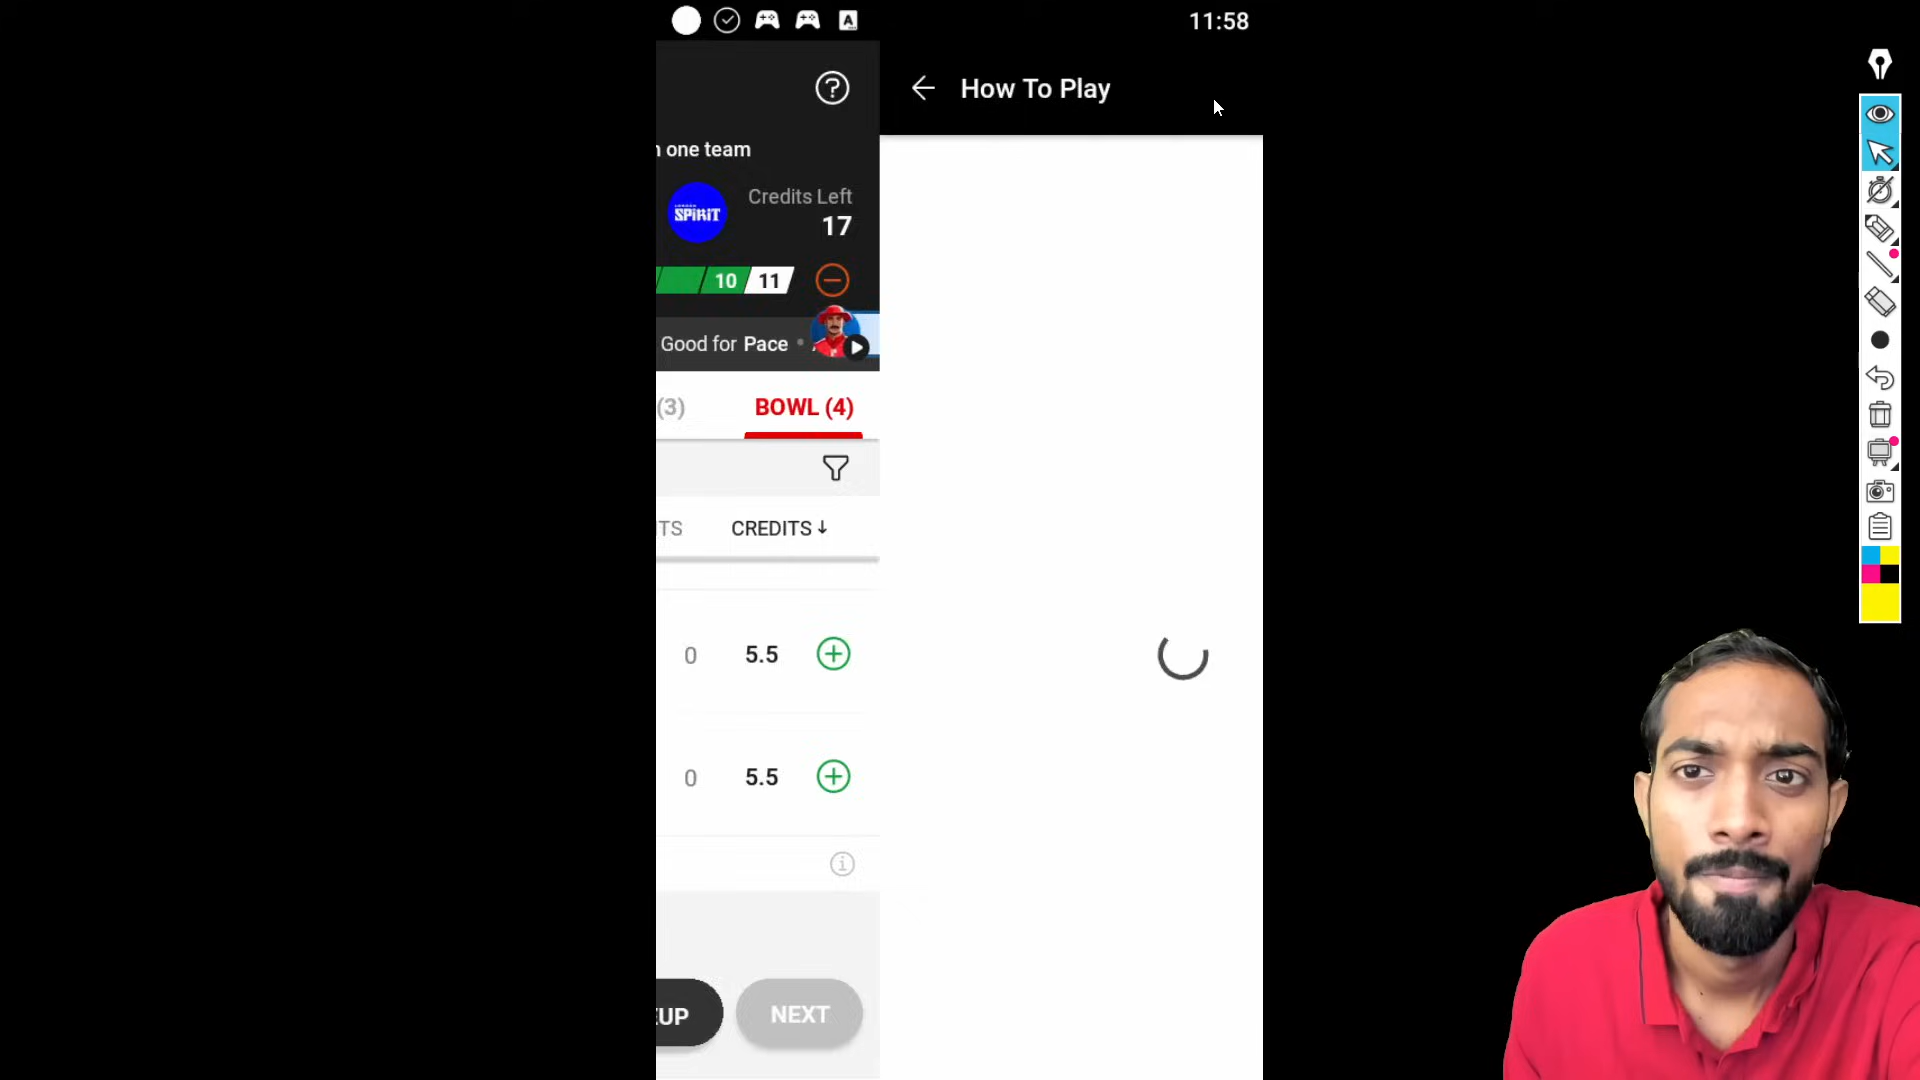 11:58
How To Play
one team
Credits Left
LONDON
SPIRIT
17
10 11
Good for Pace
(3) BOWL (4)
TS CREDITS ↓
0 5.5
0 5.5
UP NEXT
A